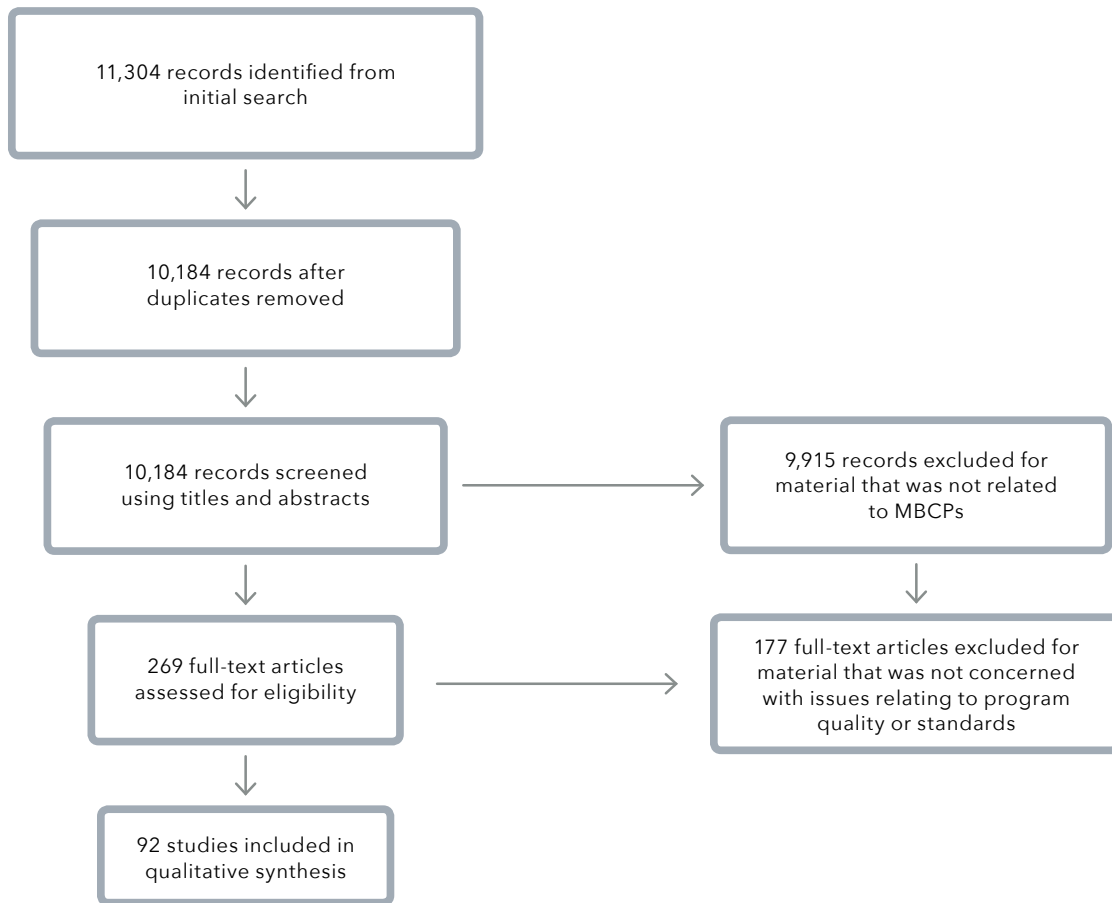 11,304 records identified from
initial search
10,184 records after
duplicates removed
10,184 records screened
using titles and abstracts
9,915 records excluded for
material that was not related
to MBCPs
269 full-text articles
assessed for eligibility
177 full-text articles excluded for
material that was not concerned
with issues relating to program
quality or standards
92 studies included in
qualitative synthesis